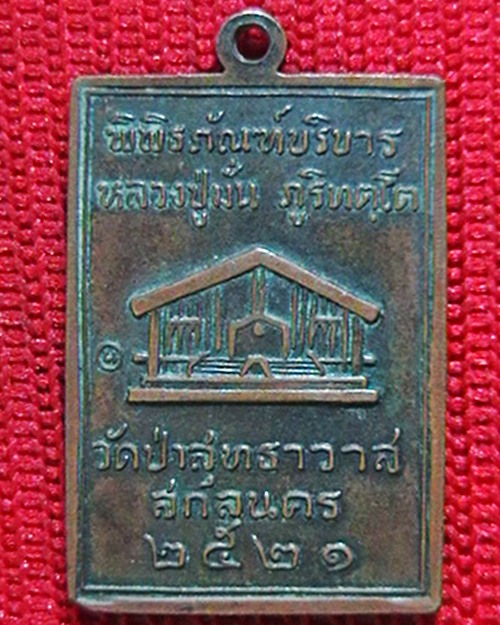 พิพิธภัณฑ์บริขาร
หลวงปู่มั่น ภูริทตฺโต
วัดป่าสุทธาวาส
สกลนคร
๒๕๒๑